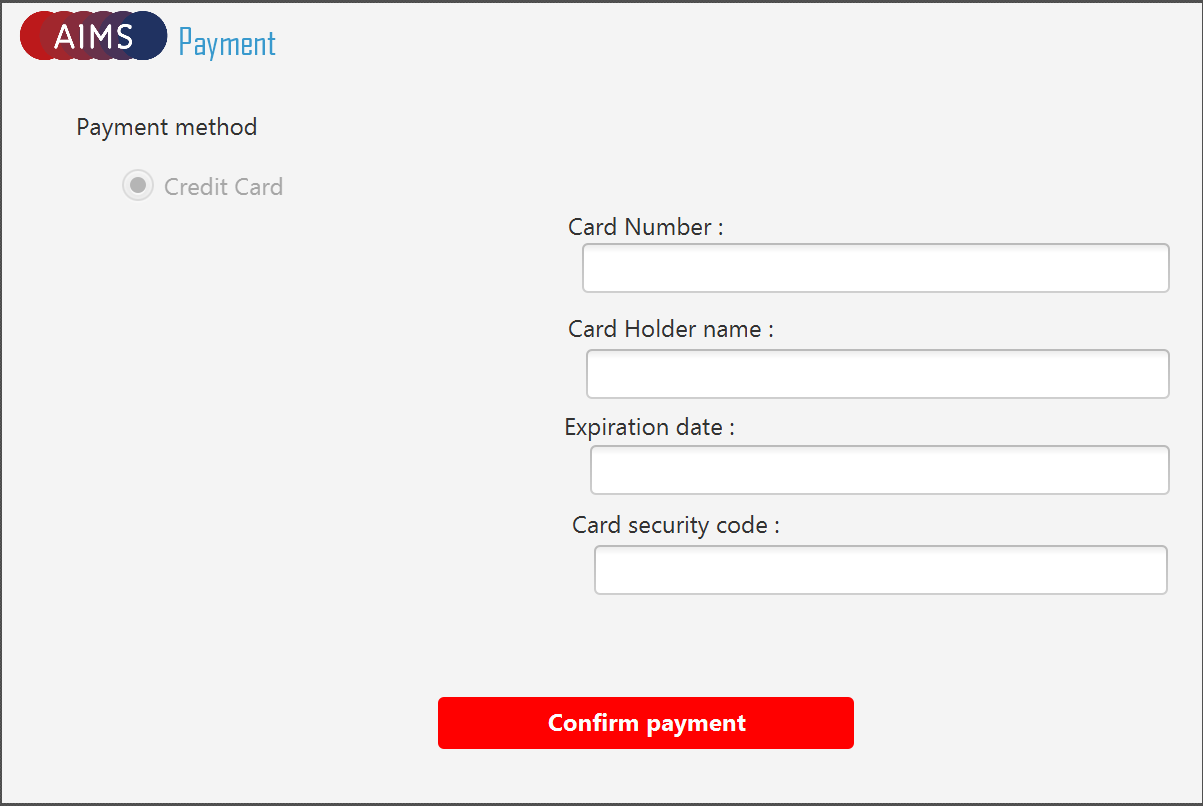 AIMS Payment
Payment method
Credit Card
Card Number :
Card Holder name :
Expiration date :
Card security code :
Confirm payment